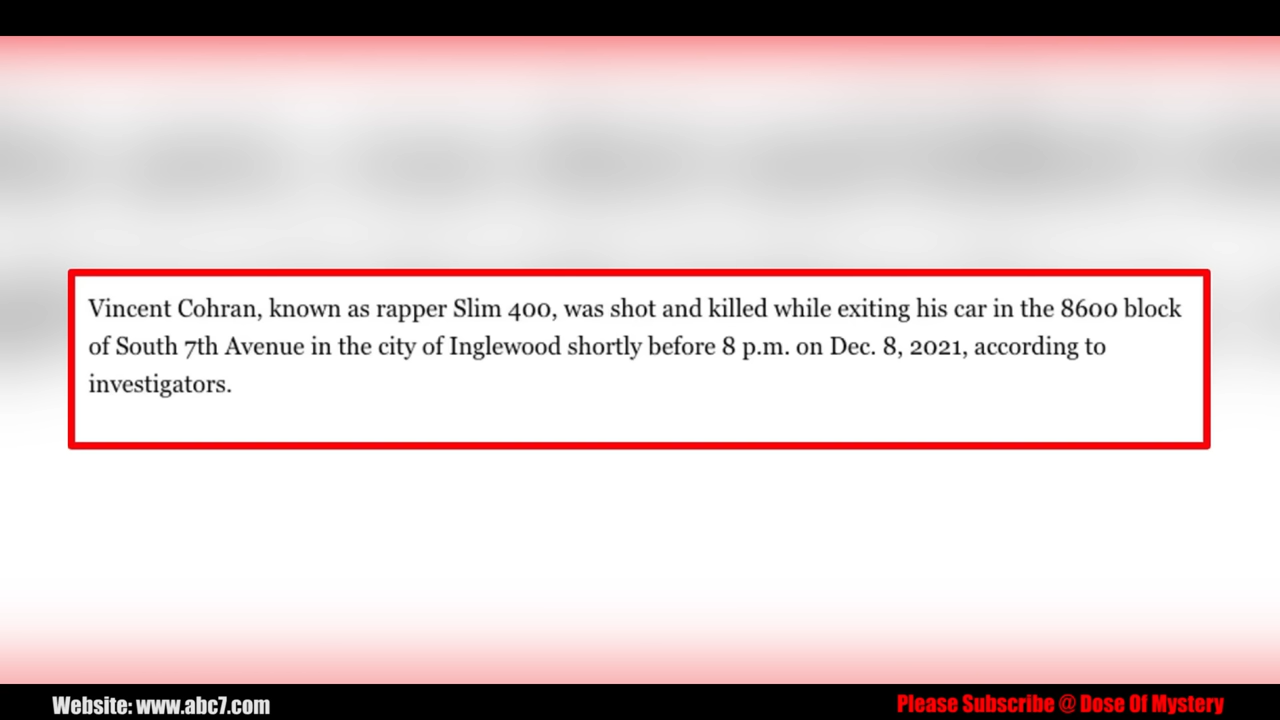 Vincent Cohran, known as rapper Slim 400, was shot and killed while exiting his car in the 8600 block
of South 7th Avenue in the city of Inglewood shortly before 8 p.m. on Dec. 8, 2021, according to
investigators.
Website: www.abc7.com
Please Subscribe @ Dose Of Mystery